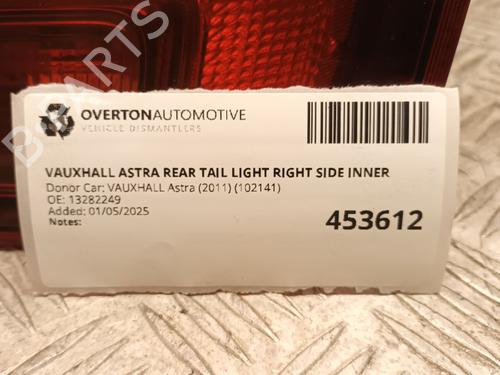 B-PARTS
OVERTONAUTOMOTIVE
VEHICLE DISMANTLERS
VAUXHALL ASTRA REAR TAIL LIGHT RIGHT SIDE INNER
Donor Car: VAUXHALL Astra (2011) (102141)
OE: 13282249
Added: 01/05/2025
Notes:
453612